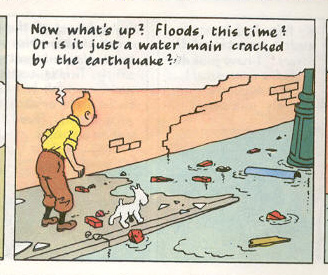 Now what's up? Floods, this time?
Or is it just a water main cracked
by the earthquake?